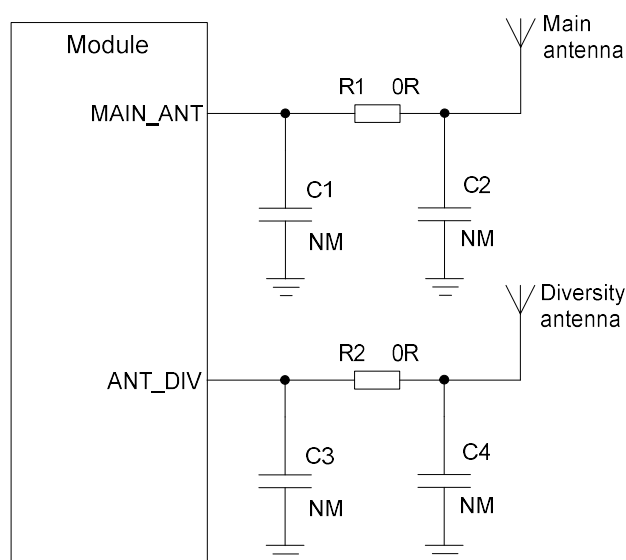 Module
Main
antenna
R1 0R
MAIN_ANT
C1
C2
NM
NM
Diversity
antenna
R2 0R
ANT_DIV
C3
C4
NM
NM